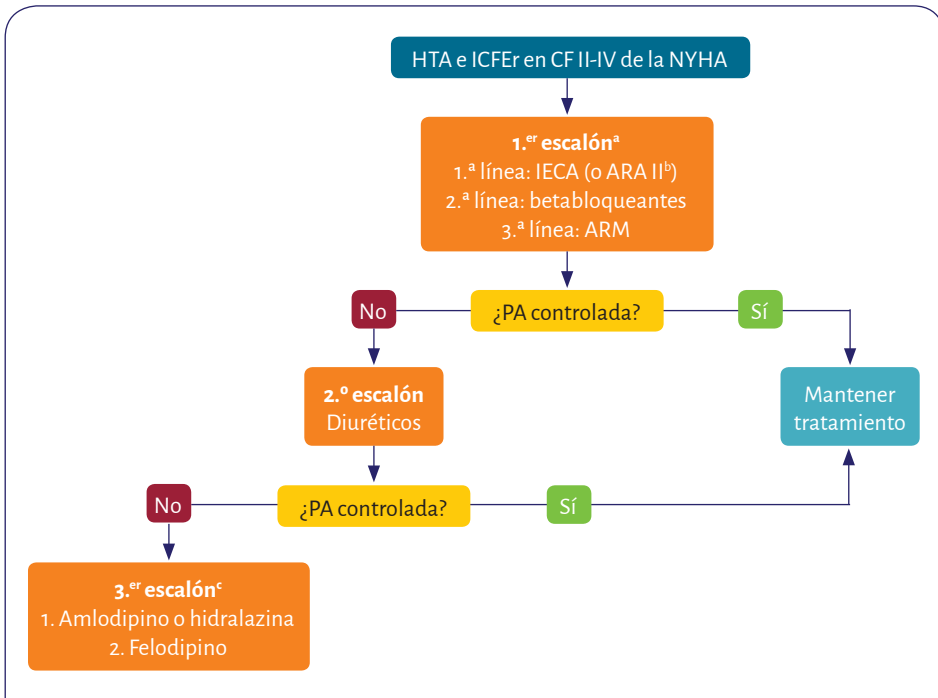 HTA e ICFEr en CF II-IV de la NYHA
1.ᵉʳ escalónᵃ
1.ª línea: IECA (o ARA IIᵇ)
2.ª línea: betabloqueantes
3.ª línea: ARM
No
¿PA controlada?
Sí
2.º escalón
Diuréticos
Mantener
tratamiento
No
¿PA controlada?
Sí
3.ᵉʳ escalónᶜ
1. Amlodipino o hidralazina
2. Felodipino